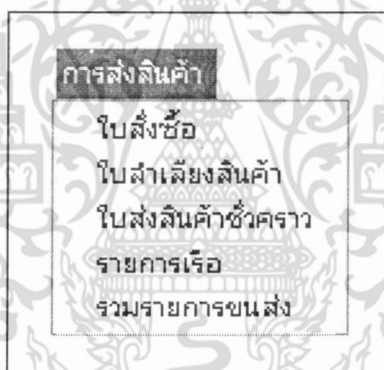 การส่งสินค้า
ใบสั่งซื้อ
ใบลำเลียงสินค้า
ใบส่งสินค้าชั่วคราว
รายการเรือ
รวมรายการขนส่ง